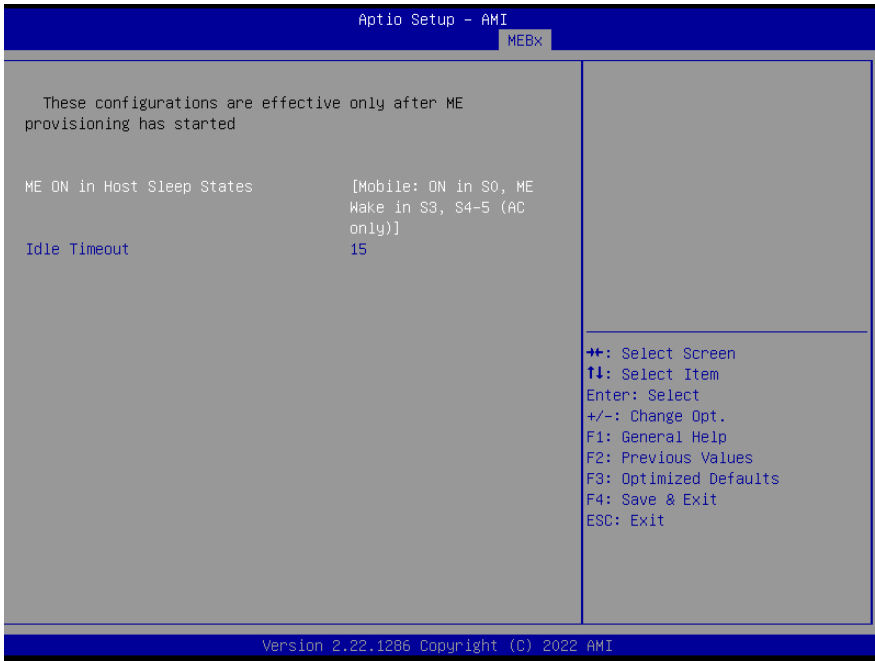 Aptio Setup – AMI
MEBx
These configurations are effective only after ME
provisioning has started
ME ON in Host Sleep States [Mobile: ON in S0, ME
Wake in S3, S4–5 (AC
only)]
Idle Timeout 15
→←: Select Screen
↑↓: Select Item
Enter: Select
+/–: Change Opt.
F1: General Help
F2: Previous Values
F3: Optimized Defaults
F4: Save & Exit
ESC: Exit
Version 2.22.1286 Copyright (C) 2022 AMI